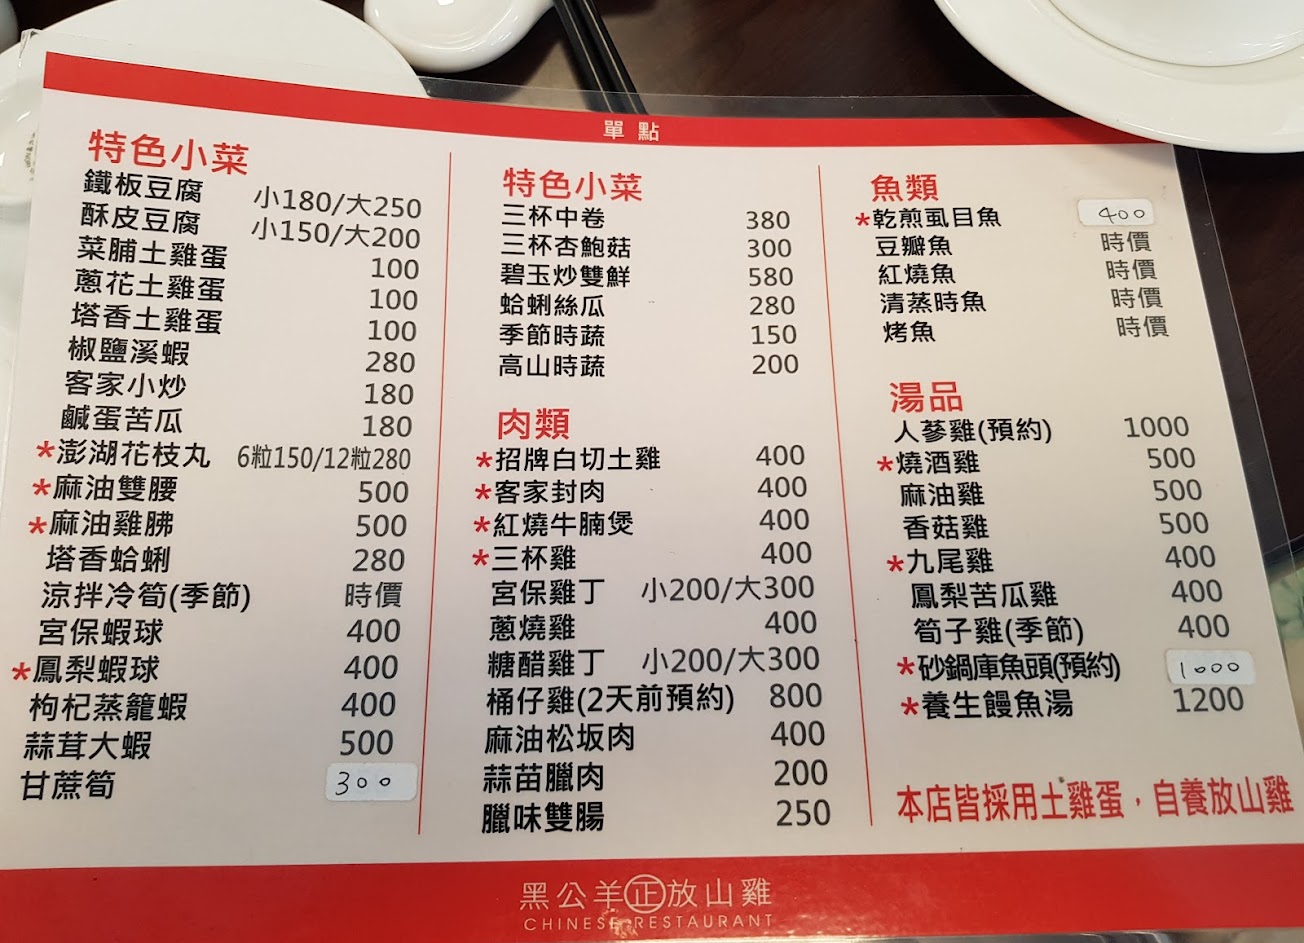 單 點
特色小菜
鐵板豆腐 小180/大250
酥皮豆腐 小150/大200
菜脯土雞蛋 100
蔥花土雞蛋 100
塔香土雞蛋 100
椒鹽溪蝦 280
客家小炒 180
鹹蛋苦瓜 180
*澎湖花枝丸 6粒150/12粒280
*麻油雙腰 500
*麻油雞胇 500
塔香蛤蜊 280
涼拌冷筍(季節) 時價
宮保蝦球 400
*鳳梨蝦球 400
枸杞蒸籠蝦 400
蒜茸大蝦 500
甘蔗筍 300
特色小菜
三杯中卷 380
三杯杏鮑菇 300
碧玉炒雙鮮 580
蛤蜊絲瓜 280
季節時蔬 150
高山時蔬 200
肉類
*招牌白切土雞 400
*客家封肉 400
*紅燒牛腩煲 400
*三杯雞 400
宮保雞丁 小200/大300
蔥燒雞 400
糖醋雞丁 小200/大300
桶仔雞(2天前預約) 800
麻油松坂肉 400
蒜苗臘肉 200
臘味雙腸 250
魚類
*乾煎虱目魚 400
豆瓣魚 時價
紅燒魚 時價
清蒸時魚 時價
烤魚 時價
湯品
人蔘雞(預約) 1000
*燒酒雞 500
麻油雞 500
香菇雞 500
*九尾雞 400
鳳梨苦瓜雞 400
筍子雞(季節) 400
*砂鍋庫魚頭(預約) 1000
*養生饅魚湯 1200
本店皆採用土雞蛋，自養放山雞
黑公羊正放山雞
CHINESE RESTAURANT